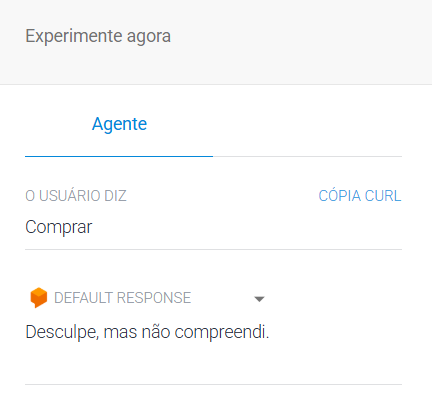 Experimente agora
Agente
O USUÁRIO DIZ CÓPIA CURL
Comprar
DEFAULT RESPONSE
Desculpe, mas não compreendi.